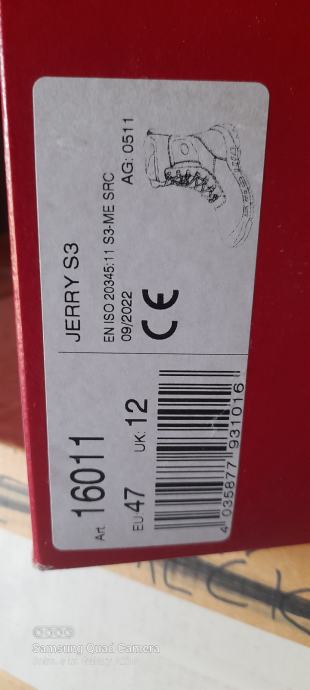 JERRY S3
EN ISO 20345:11 S3-ME SRC
09/2022
AG: 0511
CE
Art. 16011
EU: 47 UK: 12
4 035877 931016
Samsung Quad Camera